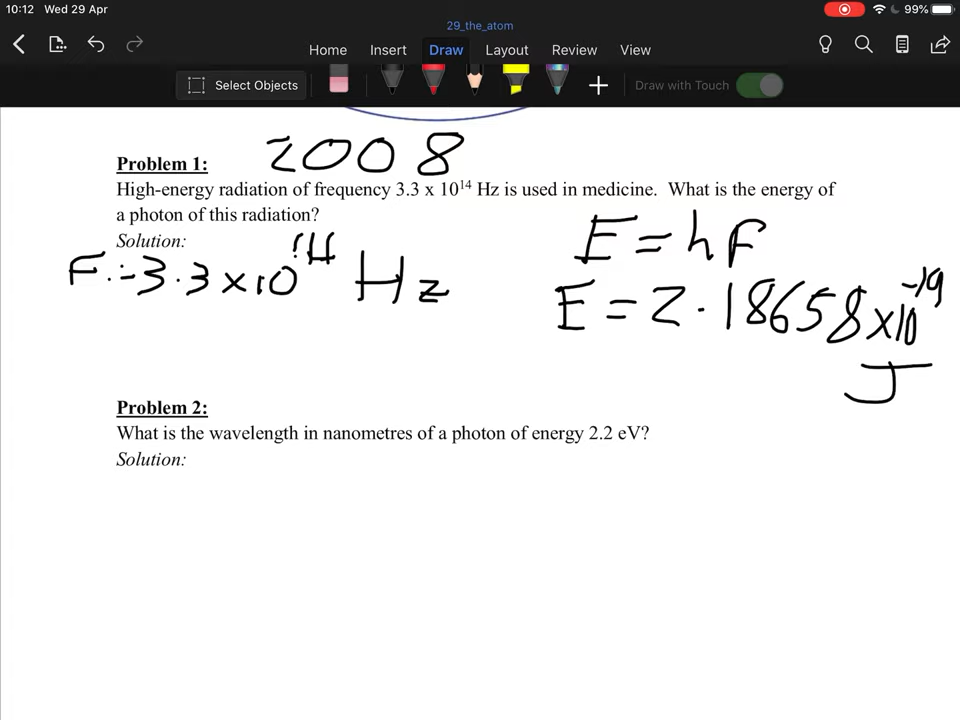 10:12 Wed 29 Apr 99%
29_the_atom
Home Insert Draw Layout Review View
Select Objects Draw with Touch
Problem 1: 2008
High-energy radiation of frequency 3.3 x 10¹⁴ Hz is used in medicine. What is the energy of
a photon of this radiation?
Solution:
F:-3.3×10¹⁴ Hz
E=hF
E=2.18658×10⁻¹⁹
J
Problem 2:
What is the wavelength in nanometres of a photon of energy 2.2 eV?
Solution: